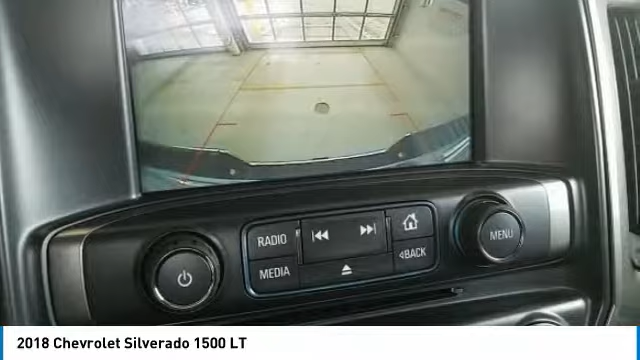 RADIO
MEDIA
BACK
MENU
2018 Chevrolet Silverado 1500 LT